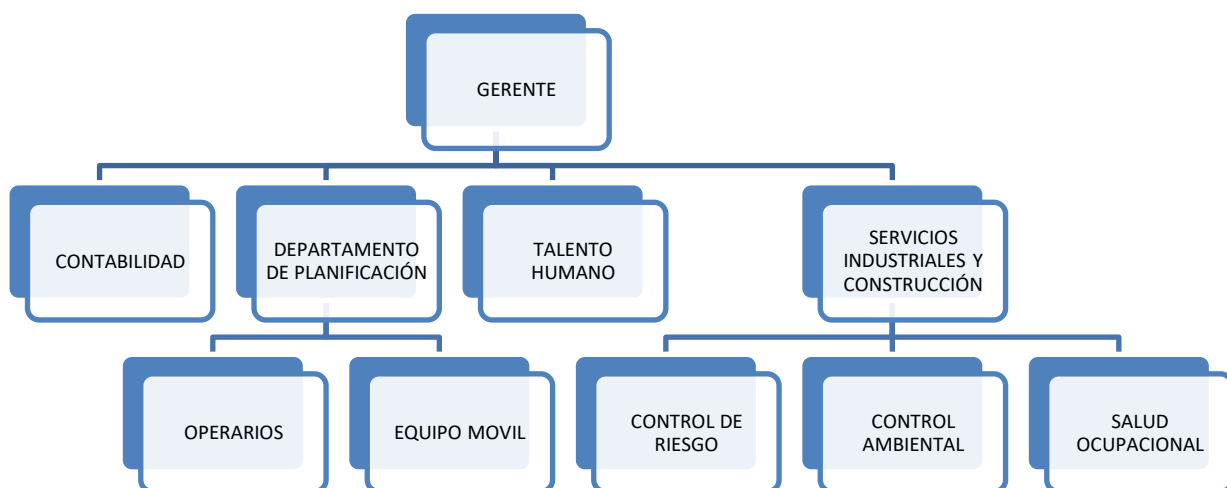 GERENTE
CONTABILIDAD
DEPARTAMENTO
DE PLANIFICACIÓN
TALENTO
HUMANO
SERVICIOS
INDUSTRIALES Y
CONSTRUCCIÓN
OPERARIOS
EQUIPO MOVIL
CONTROL DE
RIESGO
CONTROL
AMBIENTAL
SALUD
OCUPACIONAL